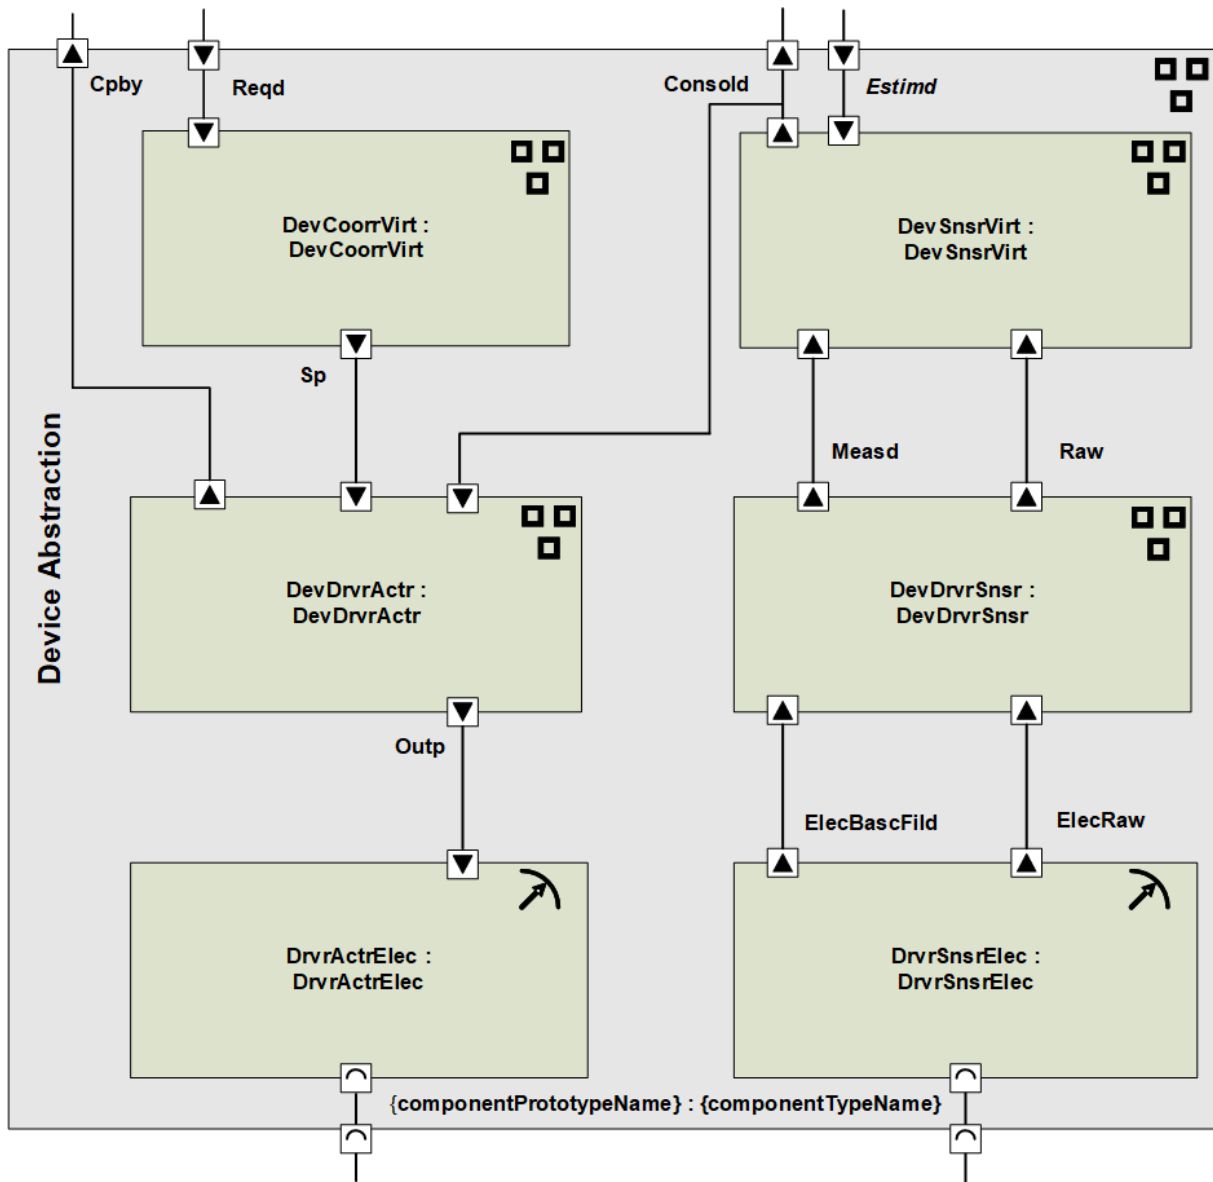 Cpby
Reqd
Consold
Estimd
DevCoorrVirt :
DevCoorrVirt
DevSnsrVirt :
DevSnsrVirt
Sp
Measd
Raw
Device Abstraction
DevDrvrActr :
DevDrvrActr
DevDrvrSnsr :
DevDrvrSnsr
Outp
ElecBascFild
ElecRaw
DrvrActrElec :
DrvrActrElec
DrvrSnsrElec :
DrvrSnsrElec
{componentPrototypeName} : {componentTypeName}